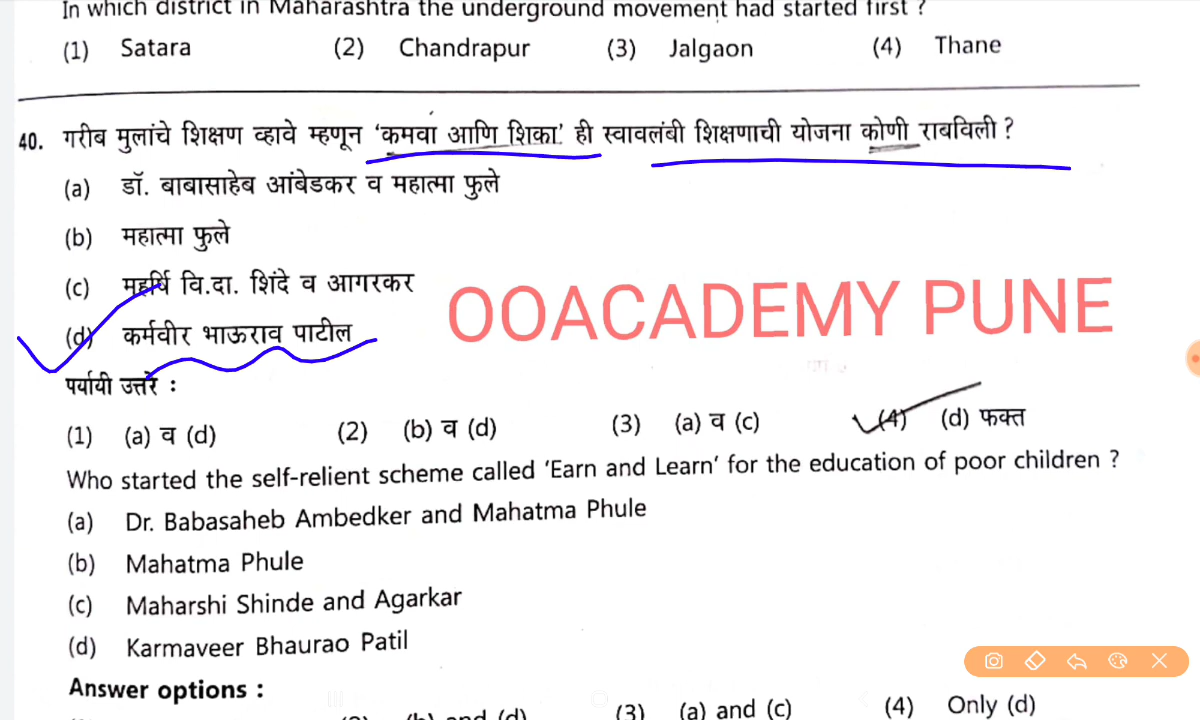 In which district in Maharashtra the underground movement had started first ?
(1) Satara (2) Chandrapur (3) Jalgaon (4) Thane
40. गरीब मुलांचे शिक्षण व्हावे म्हणून ‘कमवा आणि शिका’ ही स्वावलंबी शिक्षणाची योजना कोणी राबविली ?
(a) डॉ. बाबासाहेब आंबेडकर व महात्मा फुले
(b) महात्मा फुले
(c) महर्षि वि.दा. शिंदे व आगरकर
(d) कर्मवीर भाऊराव पाटील
OOACADEMY PUNE
पर्यायी उत्तरे :
(1) (a) व (d) (2) (b) व (d) (3) (a) व (c) (4) (d) फक्त
Who started the self-relient scheme called ‘Earn and Learn’ for the education of poor children ?
(a) Dr. Babasaheb Ambedker and Mahatma Phule
(b) Mahatma Phule
(c) Maharshi Shinde and Agarkar
(d) Karmaveer Bhaurao Patil
Answer options :
(2) (b) and (d) (3) (a) and (c) (4) Only (d)